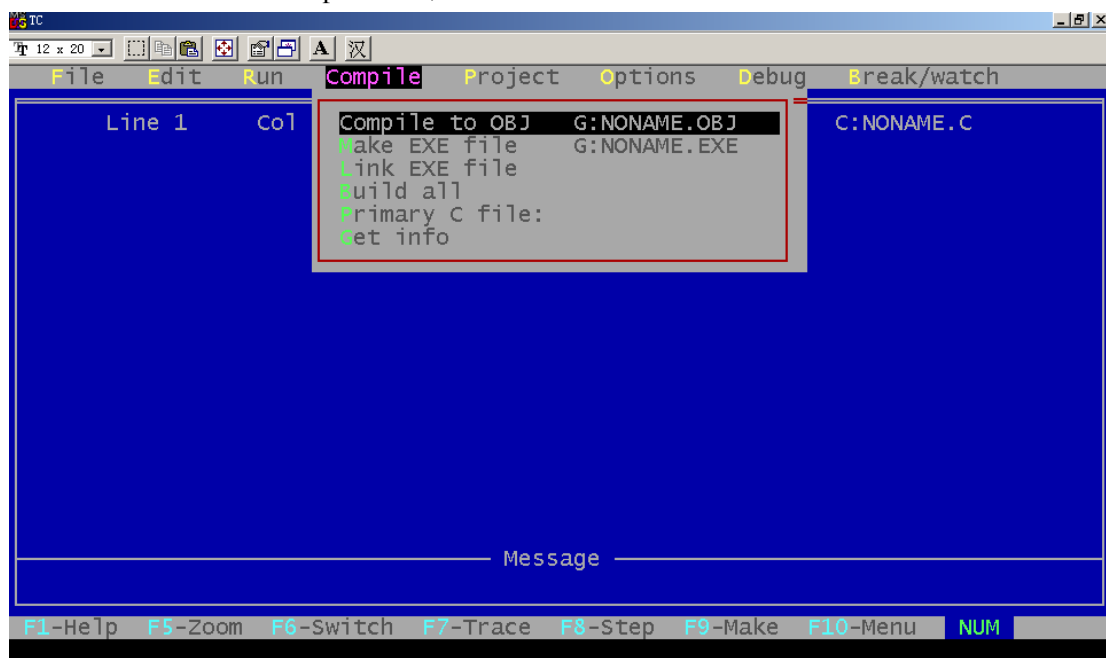 TC
12 x 20 A 汉
File Edit Run Compile Project Options Debug Break/watch
Line 1 Col C:NONAME.C
Compile to OBJ G:NONAME.OBJ
Make EXE file G:NONAME.EXE
Link EXE file
Build all
Primary C file:
Get info
Message
F1-Help F5-Zoom F6-Switch F7-Trace F8-Step F9-Make F10-Menu NUM